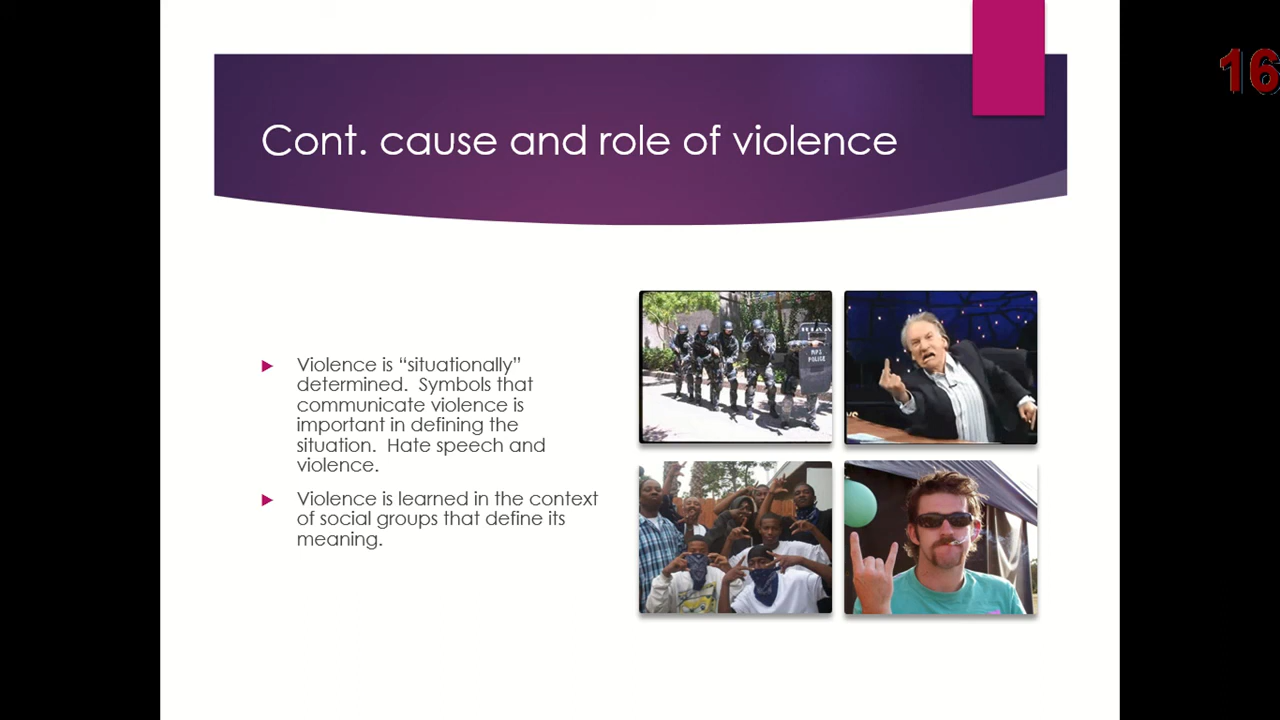 16
Cont. cause and role of violence
Violence is “situationally”
determined.  Symbols that
communicate violence is
important in defining the
situation.  Hate speech and
violence.
Violence is learned in the context
of social groups that define its
meaning.
POLICE